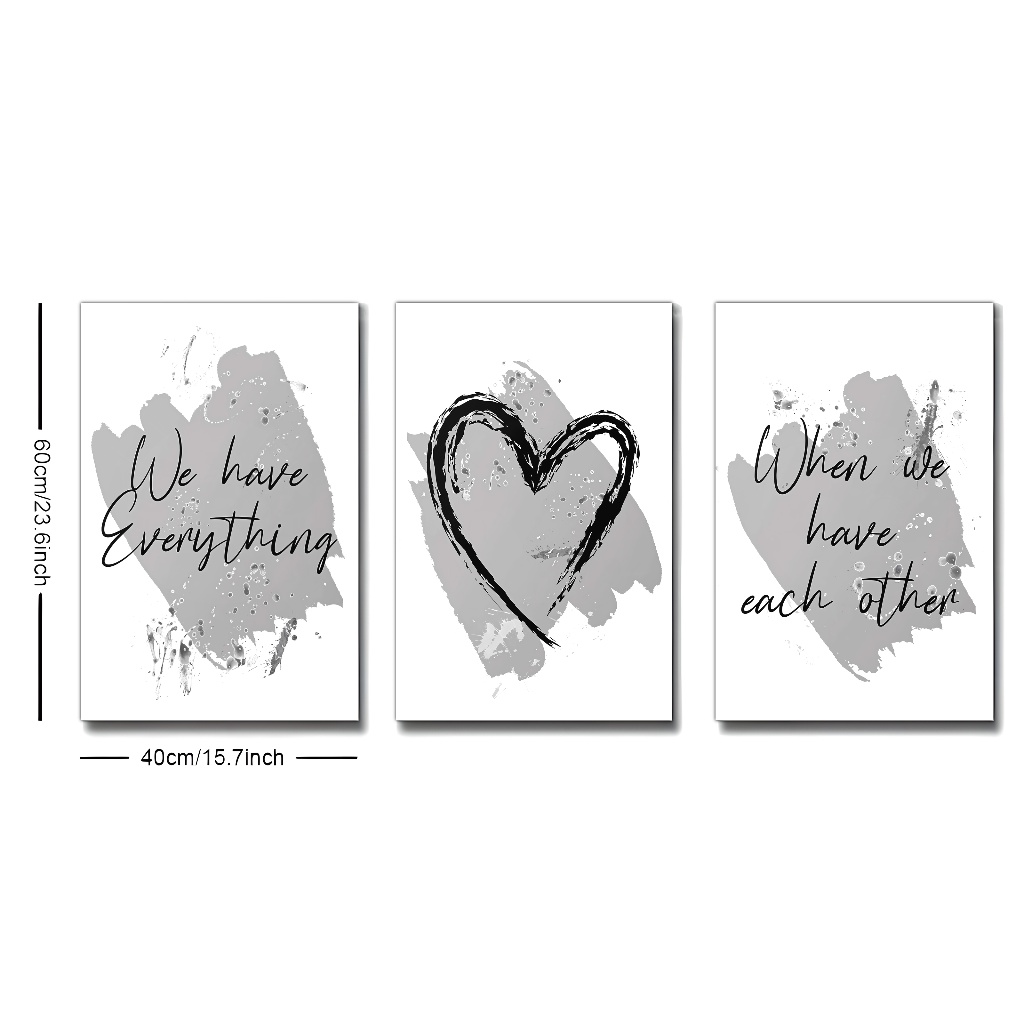 We have
Everything
When we
have
each other
60cm/23.6inch
40cm/15.7inch